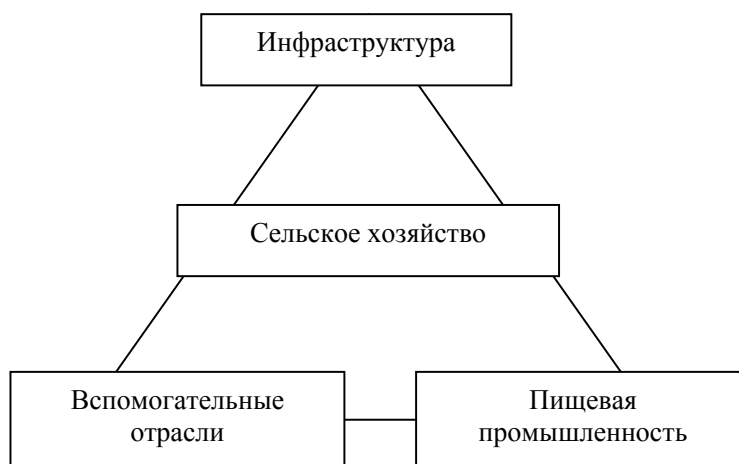 Инфраструктура
Сельское хозяйство
Вспомогательные
отрасли
Пищевая
промышленность